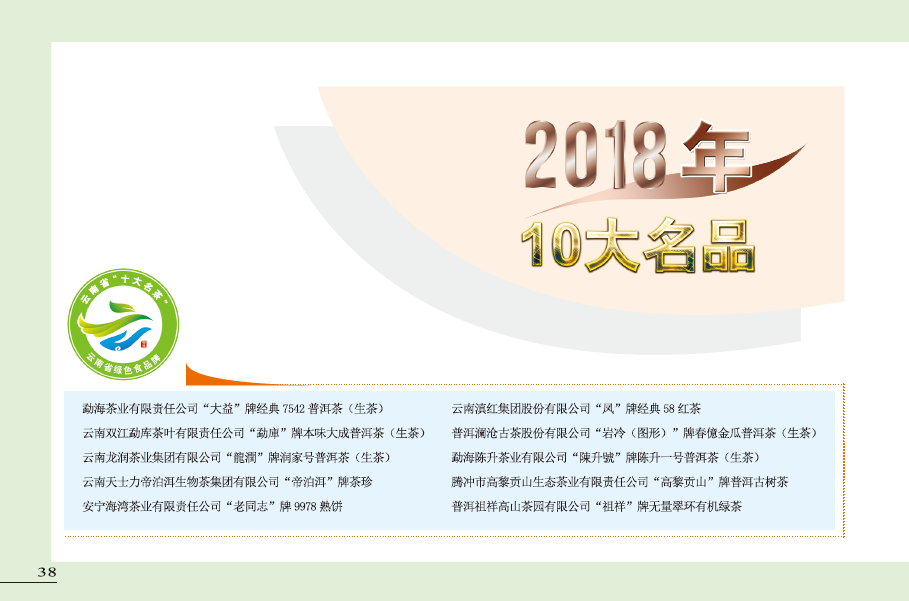 2018年
10大名品
云南省“十大名茶”
云南省绿色食品牌
勐海茶业有限责任公司“大益”牌经典 7542 普洱茶（生茶）
云南双江勐库茶叶有限责任公司“勐庫”牌本味大成普洱茶（生茶）
云南龙润茶业集团有限公司“龍潤”牌润家号普洱茶（生茶）
云南天士力帝泊洱生物茶集团有限公司“帝泊洱”牌茶珍
安宁海湾茶业有限责任公司“老同志”牌 9978 熟饼
云南滇红集团股份有限公司“凤”牌经典 58 红茶
普洱澜沧古茶股份有限公司“岩冷（图形）”牌春億金瓜普洱茶（生茶）
勐海陈升茶业有限公司“陳升號”牌陈升一号普洱茶（生茶）
腾冲市高黎贡山生态茶业有限责任公司“高黎贡山”牌普洱古树茶
普洱祖祥高山茶园有限公司“祖祥”牌无量翠环有机绿茶
38